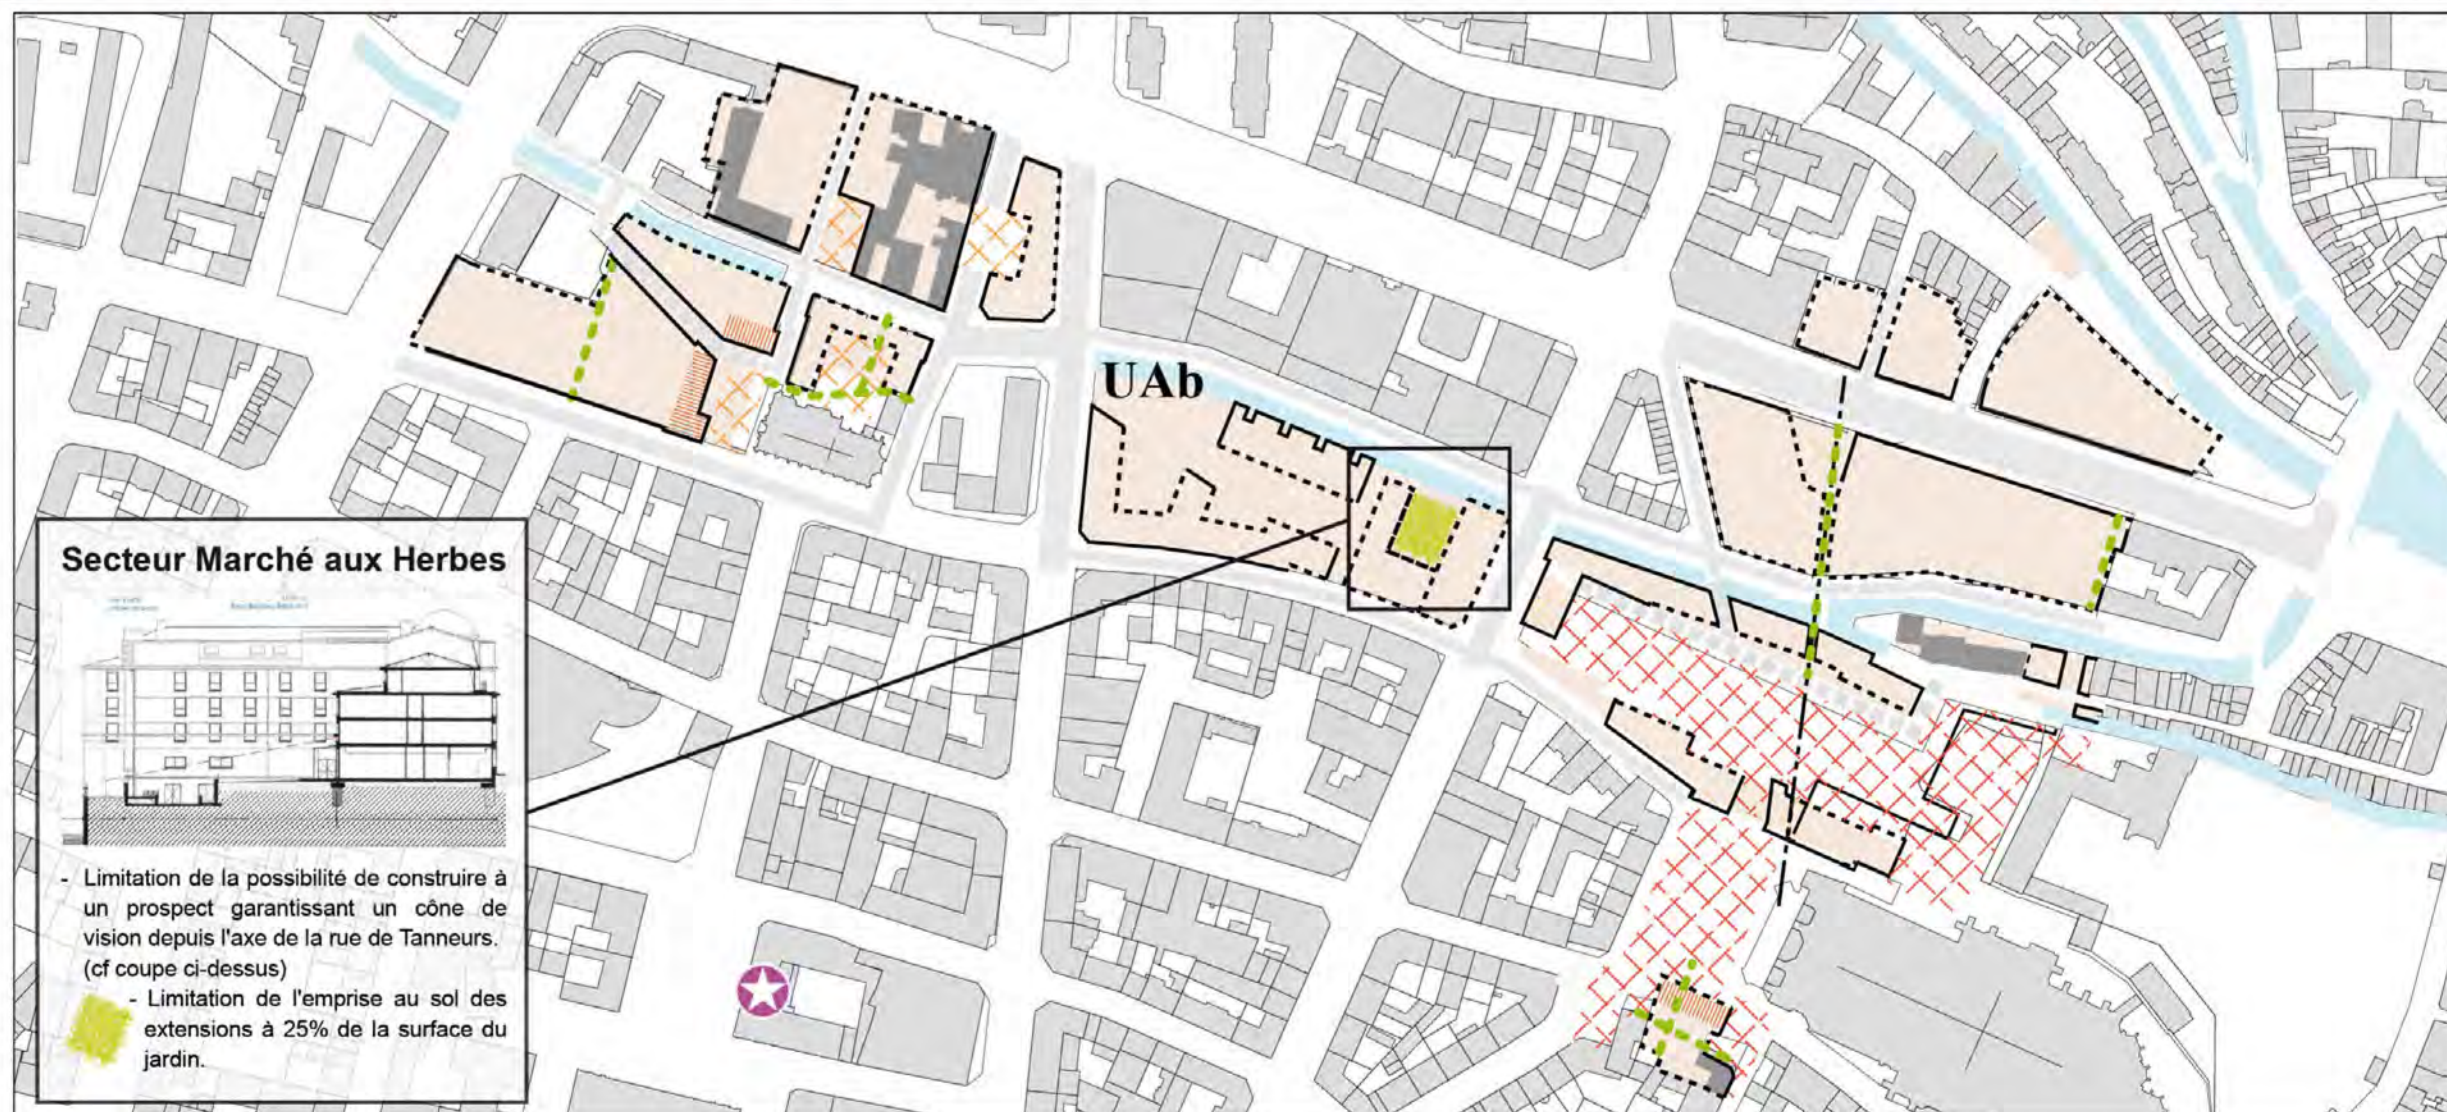 UAb
Secteur Marché aux Herbes
- Limitation de la possibilité de construire à
un prospect garantissant un cône de
vision depuis l'axe de la rue de Tanneurs.
(cf coupe ci-dessus)
- Limitation de l'emprise au sol des
extensions à 25% de la surface du
jardin.